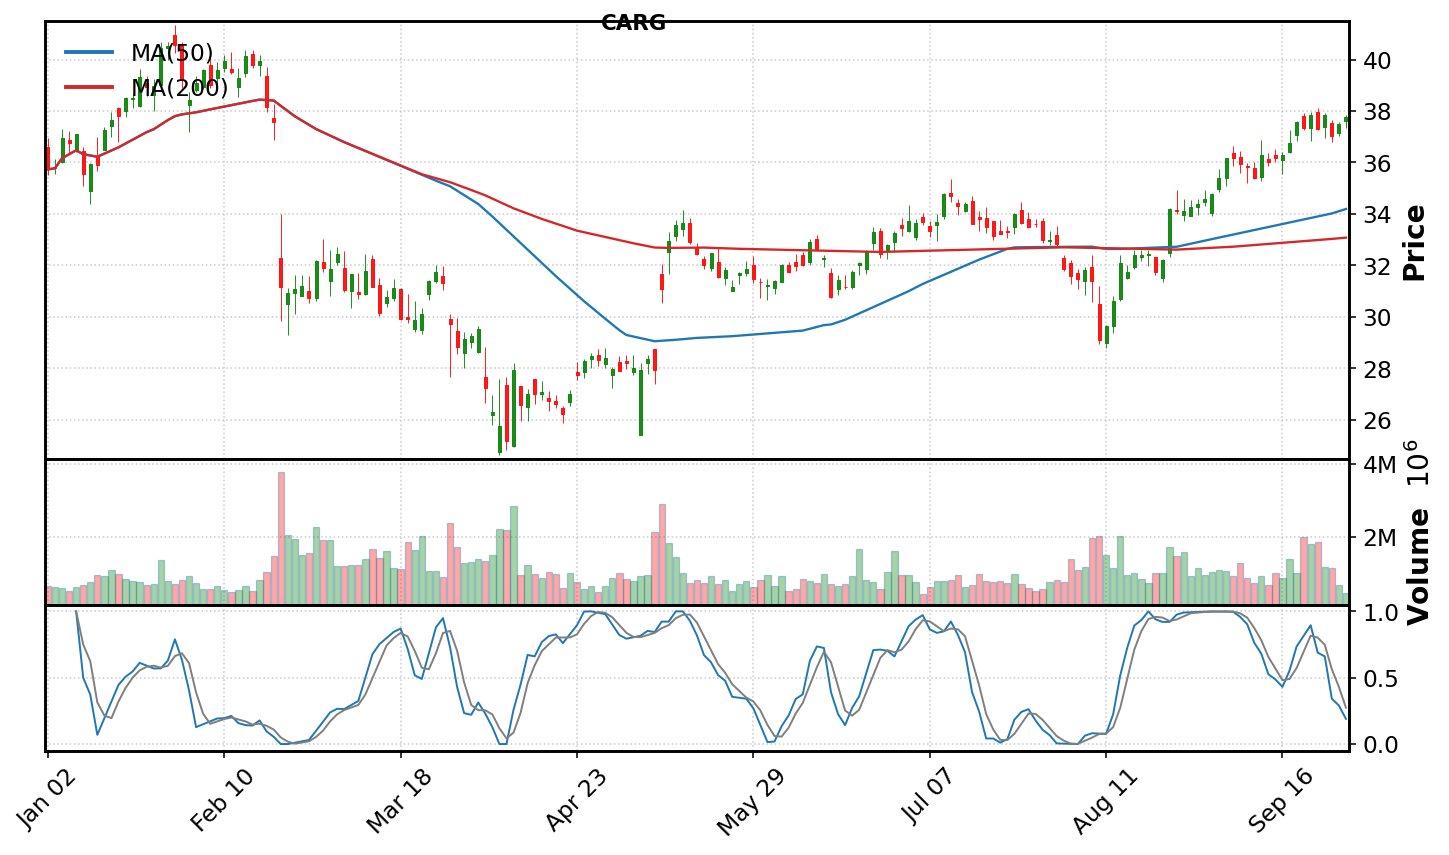 CARG
MA(50)
MA(200)
40
38
36
34
32
30
28
26
Price
4M
2M
Volume 10^6
1.0
0.5
0.0
Jan 02
Feb 10
Mar 18
Apr 23
May 29
Jul 07
Aug 11
Sep 16